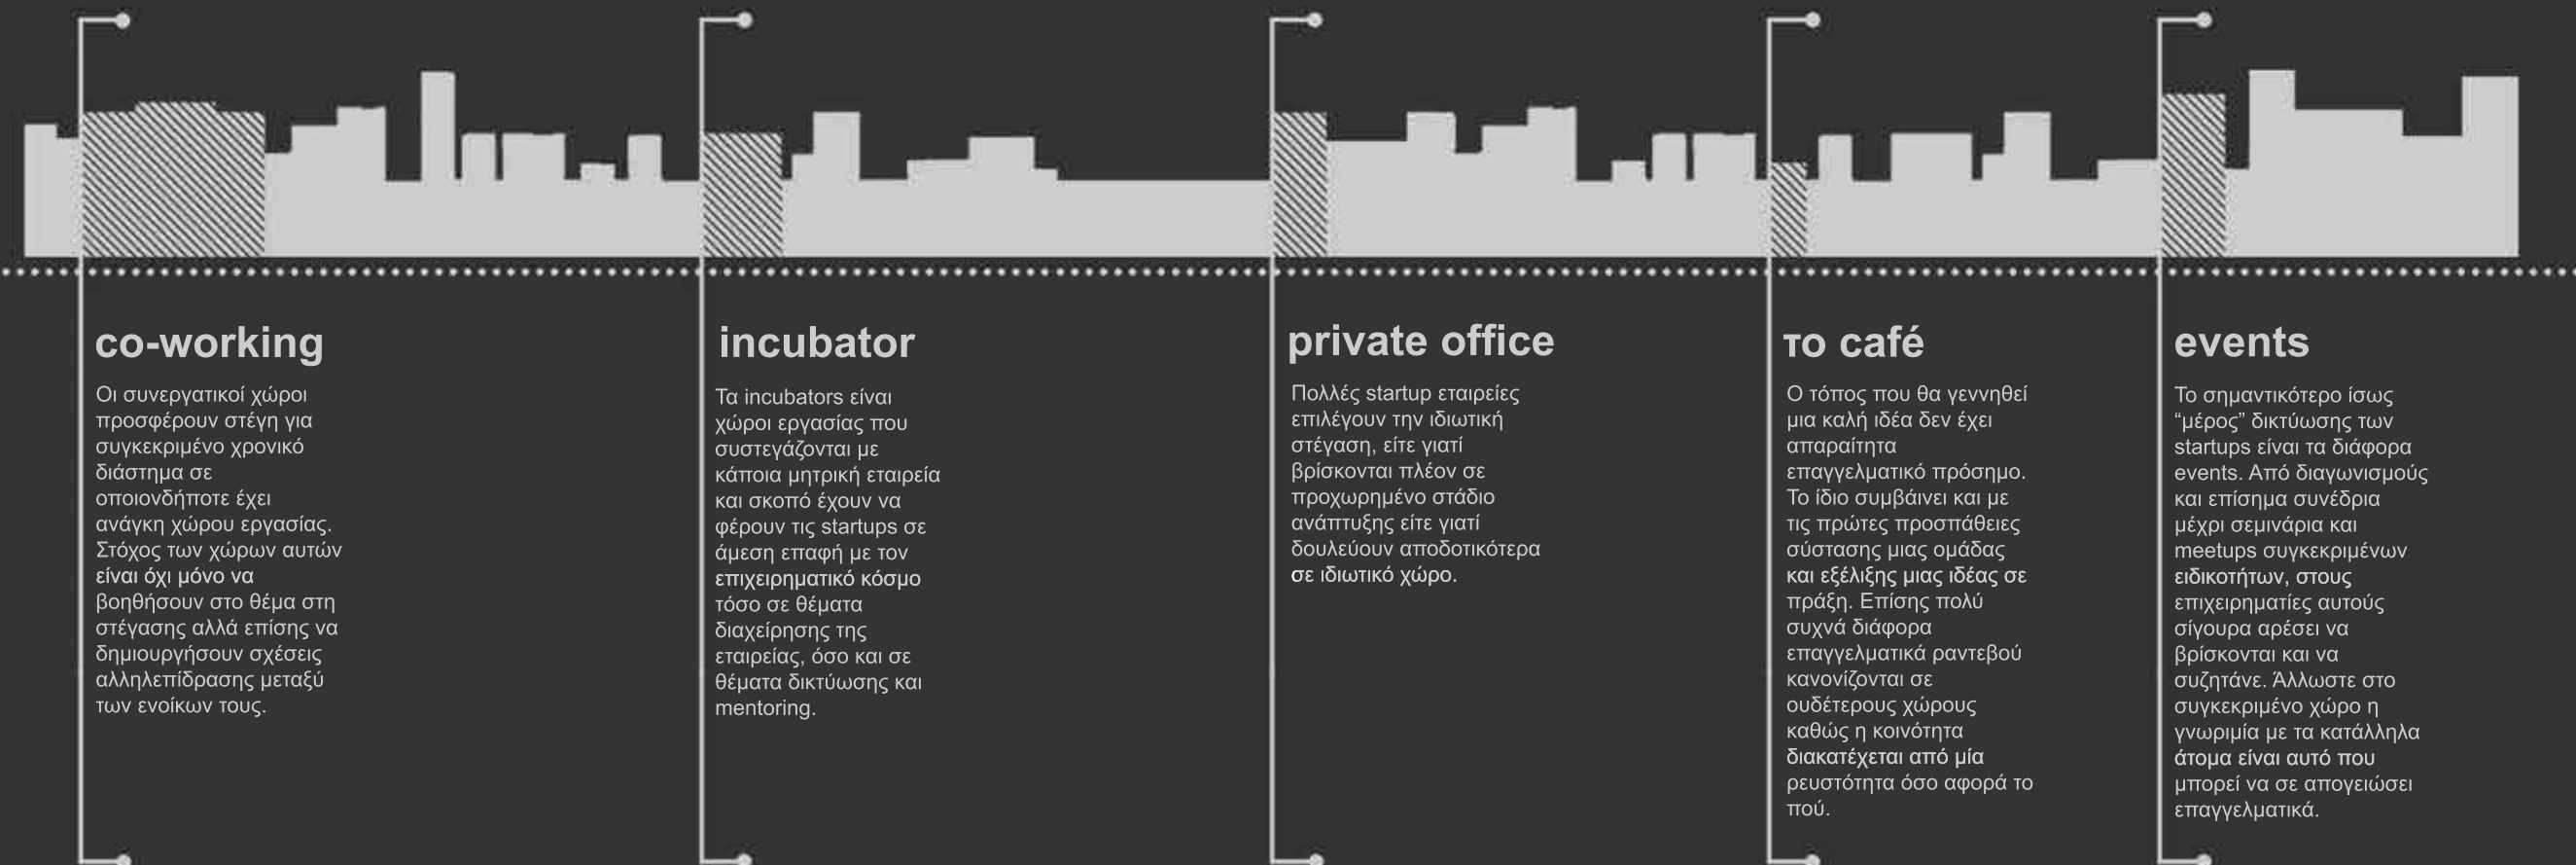 co-working
Οι συνεργατικοί χώροι
προσφέρουν στέγη για
συγκεκριμένο χρονικό
διάστημα σε
οποιονδήποτε έχει
ανάγκη χώρου εργασίας.
Στόχος των χώρων αυτών
είναι όχι μόνο να
βοηθήσουν στο θέμα στη
στέγασης αλλά επίσης να
δημιουργήσουν σχέσεις
αλληλεπίδρασης μεταξύ
των ενοίκων τους.
incubator
Τα incubators είναι
χώροι εργασίας που
συστεγάζονται με
κάποια μητρική εταιρεία
και σκοπό έχουν να
φέρουν τις startups σε
άμεση επαφή με τον
επιχειρηματικό κόσμο
τόσο σε θέματα
διαχείρησης της
εταιρείας, όσο και σε
θέματα δικτύωσης και
mentoring.
private office
Πολλές startup εταιρείες
επιλέγουν την ιδιωτική
στέγαση, είτε γιατί
βρίσκονται πλέον σε
προχωρημένο στάδιο
ανάπτυξης είτε γιατί
δουλεύουν αποδοτικότερα
σε ιδιωτικό χώρο.
το café
Ο τόπος που θα γεννηθεί
μια καλή ιδέα δεν έχει
απαραίτητα
επαγγελματικό πρόσημο.
Το ίδιο συμβάινει και με
τις πρώτες προσπάθειες
σύστασης μιας ομάδας
και εξέλιξης μιας ιδέας σε
πράξη. Επίσης πολύ
συχνά διάφορα
επαγγελματικά ραντεβού
κανονίζονται σε
ουδέτερους χώρους
καθώς η κοινότητα
διακατέχεται από μία
ρευστότητα όσο αφορά το
πού.
events
Το σημαντικότερο ίσως
“μέρος” δικτύωσης των
startups είναι τα διάφορα
events. Από διαγωνισμούς
και επίσημα συνέδρια
μέχρι σεμινάρια και
meetups συγκεκριμένων
ειδικοτήτων, στους
επιχειρηματίες αυτούς
σίγουρα αρέσει να
βρίσκονται και να
συζητάνε. Άλλωστε στο
συγκεκριμένο χώρο η
γνωριμία με τα κατάλληλα
άτομα είναι αυτό που
μπορεί να σε απογειώσει
επαγγελματικά.